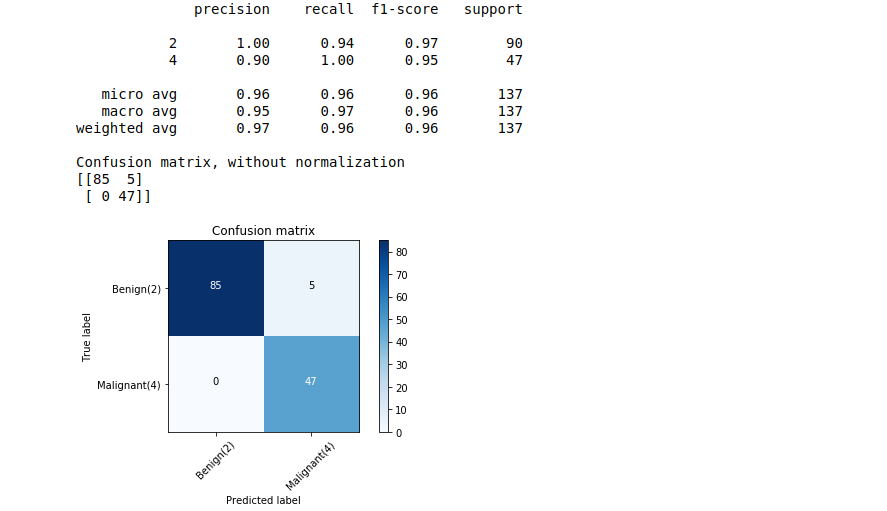 precision    recall  f1-score   support
2       1.00      0.94      0.97        90
4       0.90      1.00      0.95        47
micro avg       0.96      0.96      0.96       137
macro avg       0.95      0.97      0.96       137
weighted avg       0.97      0.96      0.96       137
Confusion matrix, without normalization
[[85  5]
 [ 0 47]]
Confusion matrix
True label
Benign(2)
Malignant(4)
85
5
0
47
Benign(2)
Malignant(4)
Predicted label
80
70
60
50
40
30
20
10
0